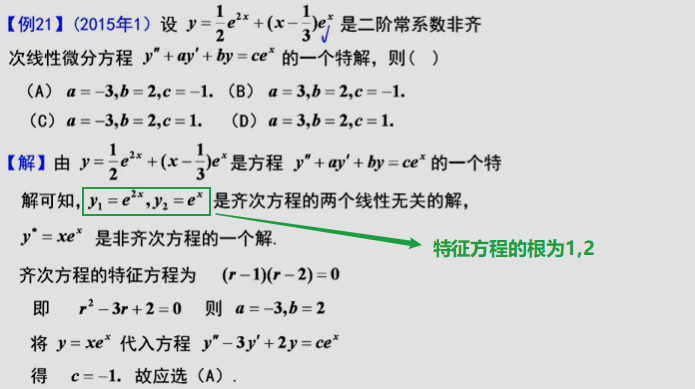 【例21】(2015年1) 设 y = 1/2 e^{2x} + (x − 1/3)e^x 是二阶常系数非齐
次线性微分方程 y″ + ay′ + by = ce^x 的一个特解，则( )
(A) a = −3, b = 2, c = −1. (B) a = 3, b = 2, c = −1.
(C) a = −3, b = 2, c = 1. (D) a = 3, b = 2, c = 1.
【解】由 y = 1/2 e^{2x} + (x − 1/3)e^x 是方程 y″ + ay′ + by = ce^x 的一个特
解可知, y₁ = e^{2x}, y₂ = e^x 是齐次方程的两个线性无关的解，
y* = xe^x 是非齐次方程的一个解.
特征方程的根为1,2
齐次方程的特征方程为 (r − 1)(r − 2) = 0
即 r² − 3r + 2 = 0 则 a = −3, b = 2
将 y = xe^x 代入方程 y″ − 3y′ + 2y = ce^x
得 c = −1. 故应选 (A).